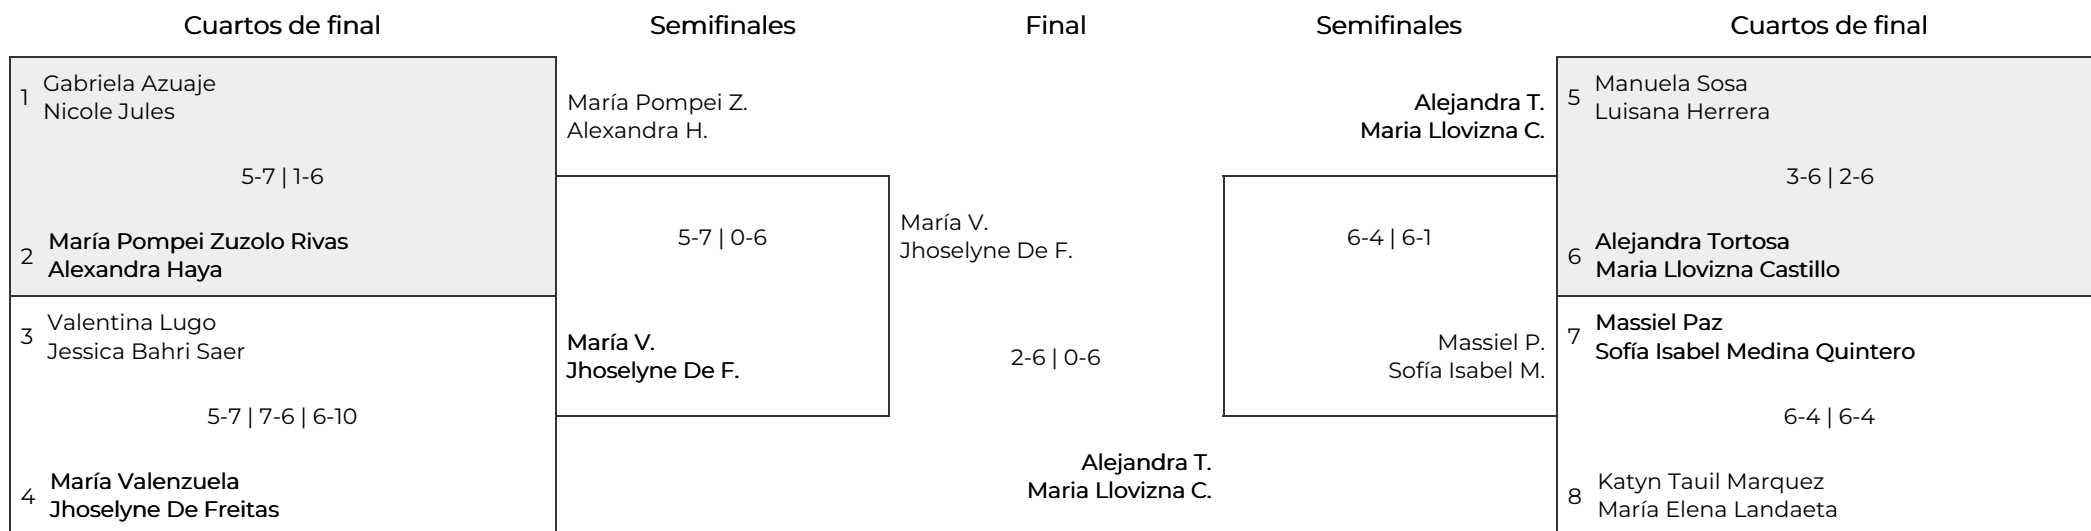 Cuartos de final
Semifinales
Final
Semifinales
Cuartos de final
1
Gabriela Azuaje
Nicole Jules
5-7 | 1-6
2
María Pompei Zuzolo Rivas
Alexandra Haya
3
Valentina Lugo
Jessica Bahri Saer
5-7 | 7-6 | 6-10
4
María Valenzuela
Jhoselyne De Freitas
María Pompei Z.
Alexandra H.
5-7 | 0-6
María V.
Jhoselyne De F.
María V.
Jhoselyne De F.
2-6 | 0-6
Alejandra T.
Maria Llovizna C.
Alejandra T.
Maria Llovizna C.
6-4 | 6-1
Massiel P.
Sofía Isabel M.
5
Manuela Sosa
Luisana Herrera
3-6 | 2-6
6
Alejandra Tortosa
Maria Llovizna Castillo
7
Massiel Paz
Sofía Isabel Medina Quintero
6-4 | 6-4
8
Katyn Tauil Marquez
María Elena Landaeta